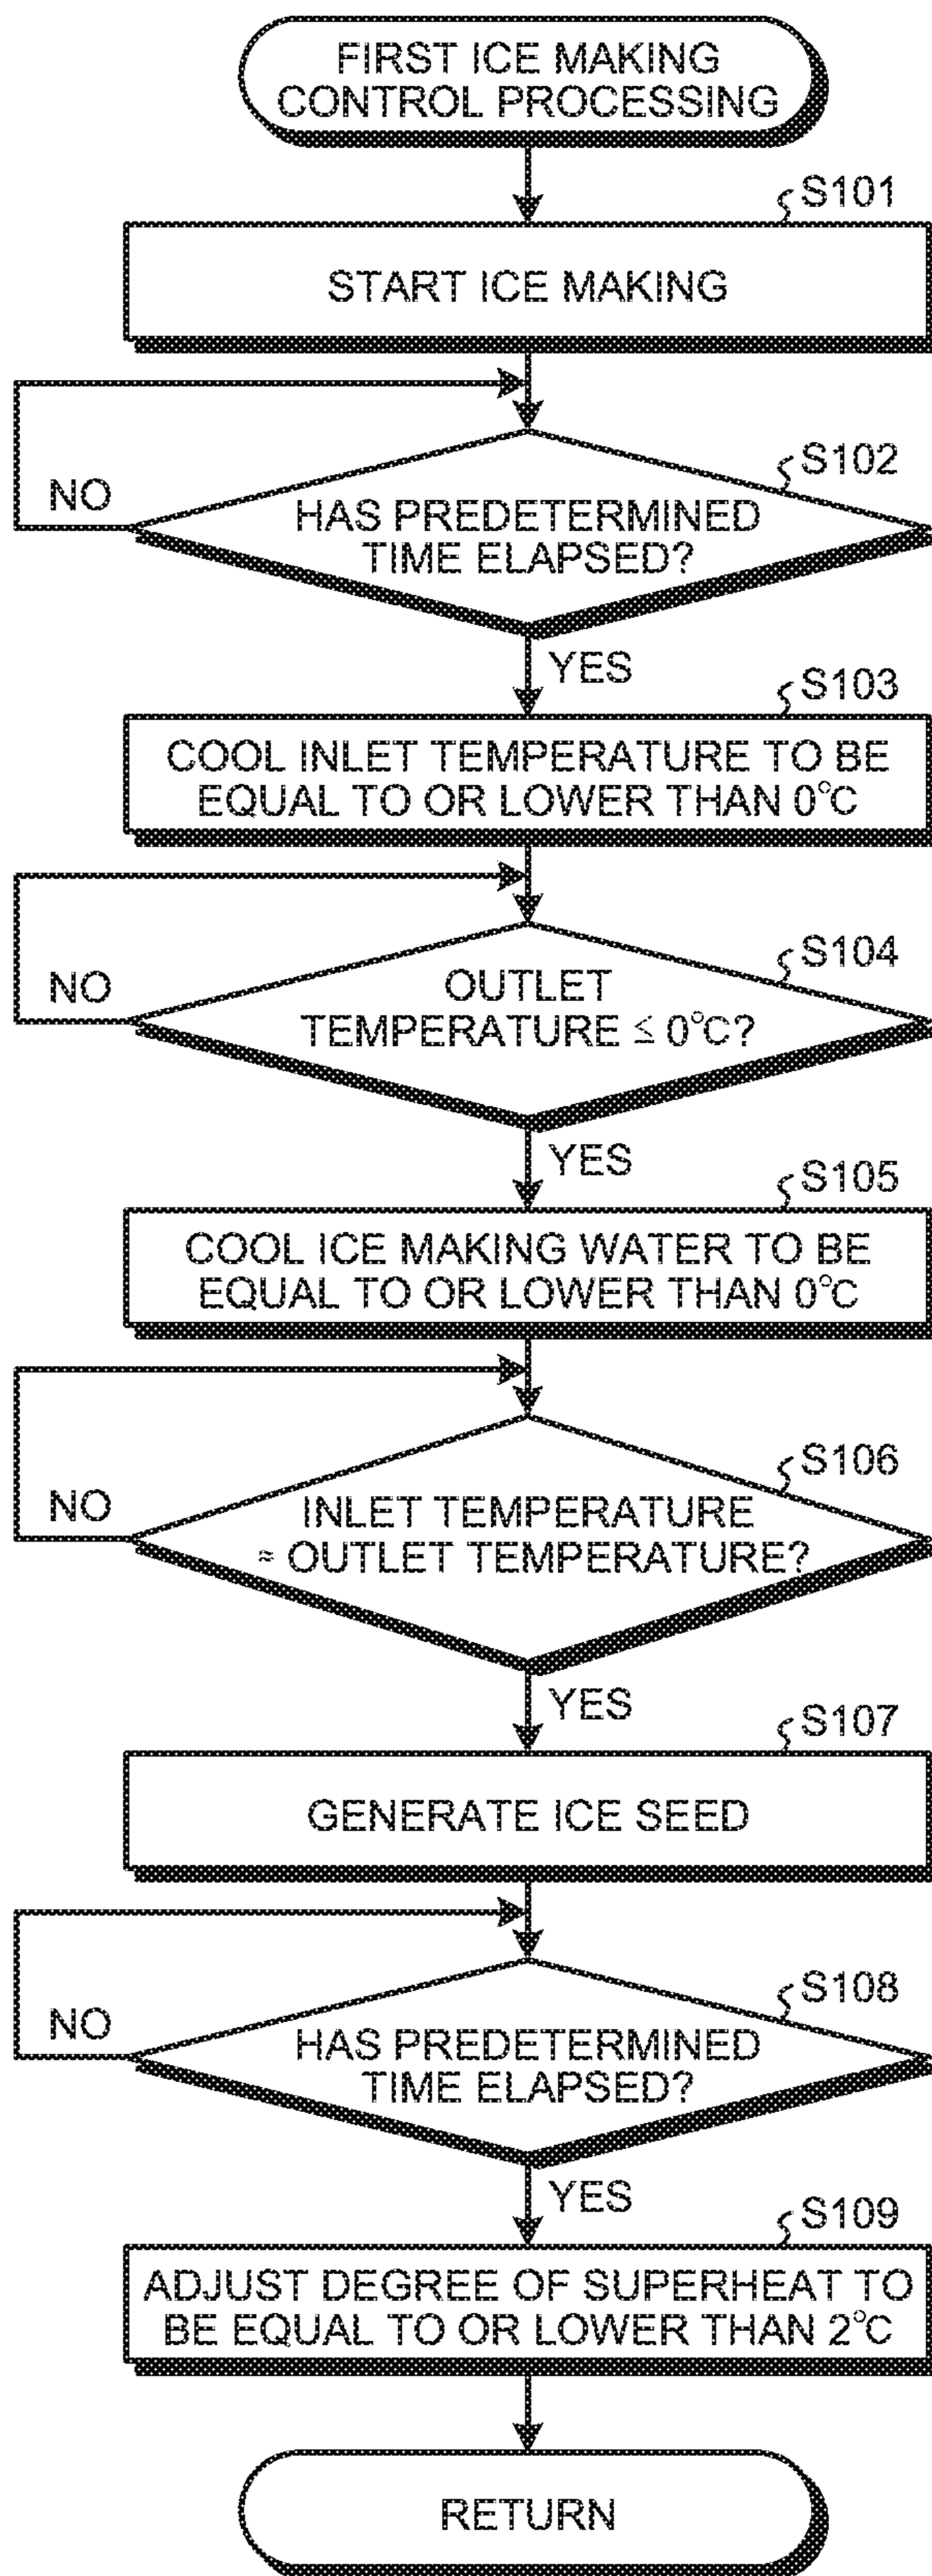 FIRST ICE MAKING
CONTROL PROCESSING
S101
START ICE MAKING
S102
NO
HAS PREDETERMINED
TIME ELAPSED?
YES
S103
COOL INLET TEMPERATURE TO BE
EQUAL TO OR LOWER THAN 0°C
S104
NO
OUTLET
TEMPERATURE ≤ 0°C?
YES
S105
COOL ICE MAKING WATER TO BE
EQUAL TO OR LOWER THAN 0°C
S106
NO
INLET TEMPERATURE
≈ OUTLET TEMPERATURE?
YES
S107
GENERATE ICE SEED
S108
NO
HAS PREDETERMINED
TIME ELAPSED?
YES
S109
ADJUST DEGREE OF SUPERHEAT TO
BE EQUAL TO OR LOWER THAN 2°C
RETURN